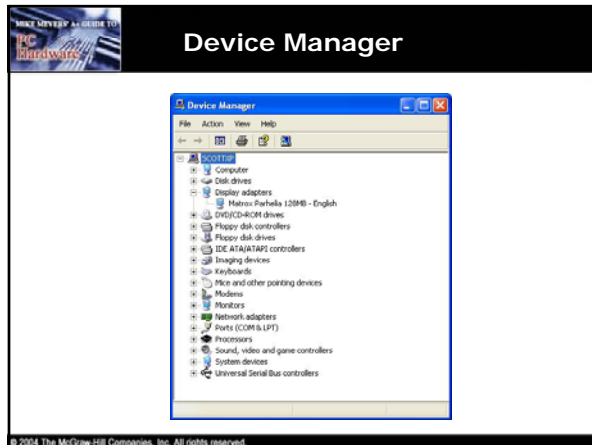 MIKE MEYERS' A+ GUIDE TO
PC
Hardware
Device Manager
Device Manager
File Action View Help
SCOTTXP
Computer
Disk drives
Display adapters
Matrox Parhelia 128MB - English
DVD/CD-ROM drives
Floppy disk controllers
Floppy disk drives
IDE ATA/ATAPI controllers
Imaging devices
Keyboards
Mice and other pointing devices
Modems
Monitors
Network adapters
Ports (COM & LPT)
Processors
Sound, video and game controllers
System devices
Universal Serial Bus controllers
© 2004 The McGraw-Hill Companies, Inc. All rights reserved.